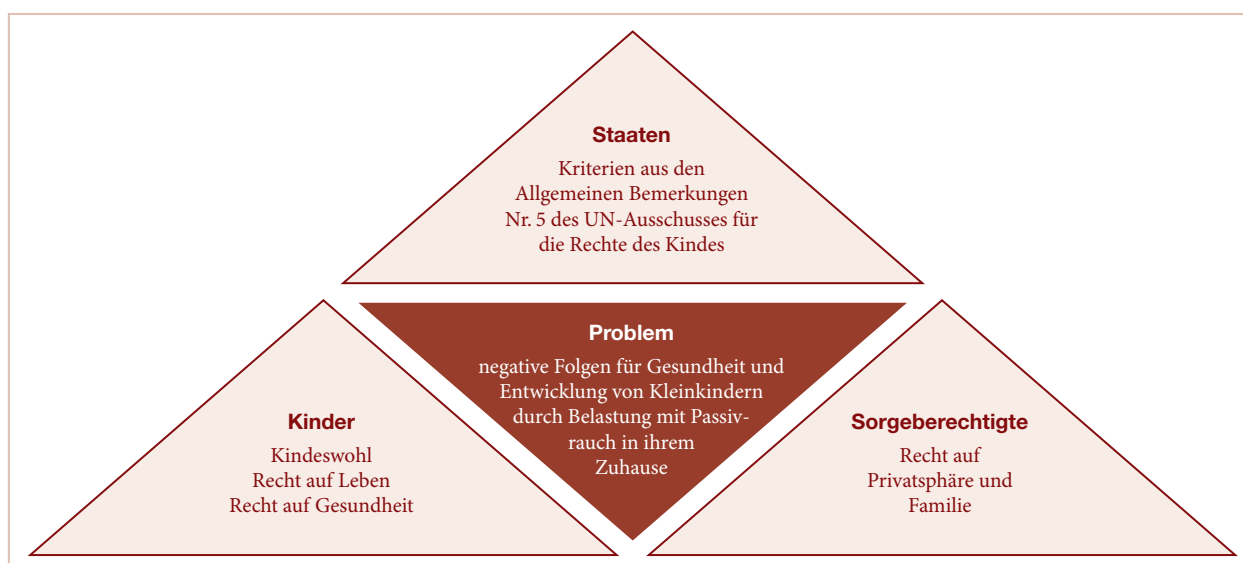 Staaten
Kriterien aus den
Allgemeinen Bemerkungen
Nr. 5 des UN-Ausschusses für
die Rechte des Kindes
Problem
negative Folgen für Gesundheit und
Entwicklung von Kleinkindern
durch Belastung mit Passiv-
rauch in ihrem
Zuhause
Kinder
Kindeswohl
Recht auf Leben
Recht auf Gesundheit
Sorgeberechtigte
Recht auf
Privatsphäre und
Familie